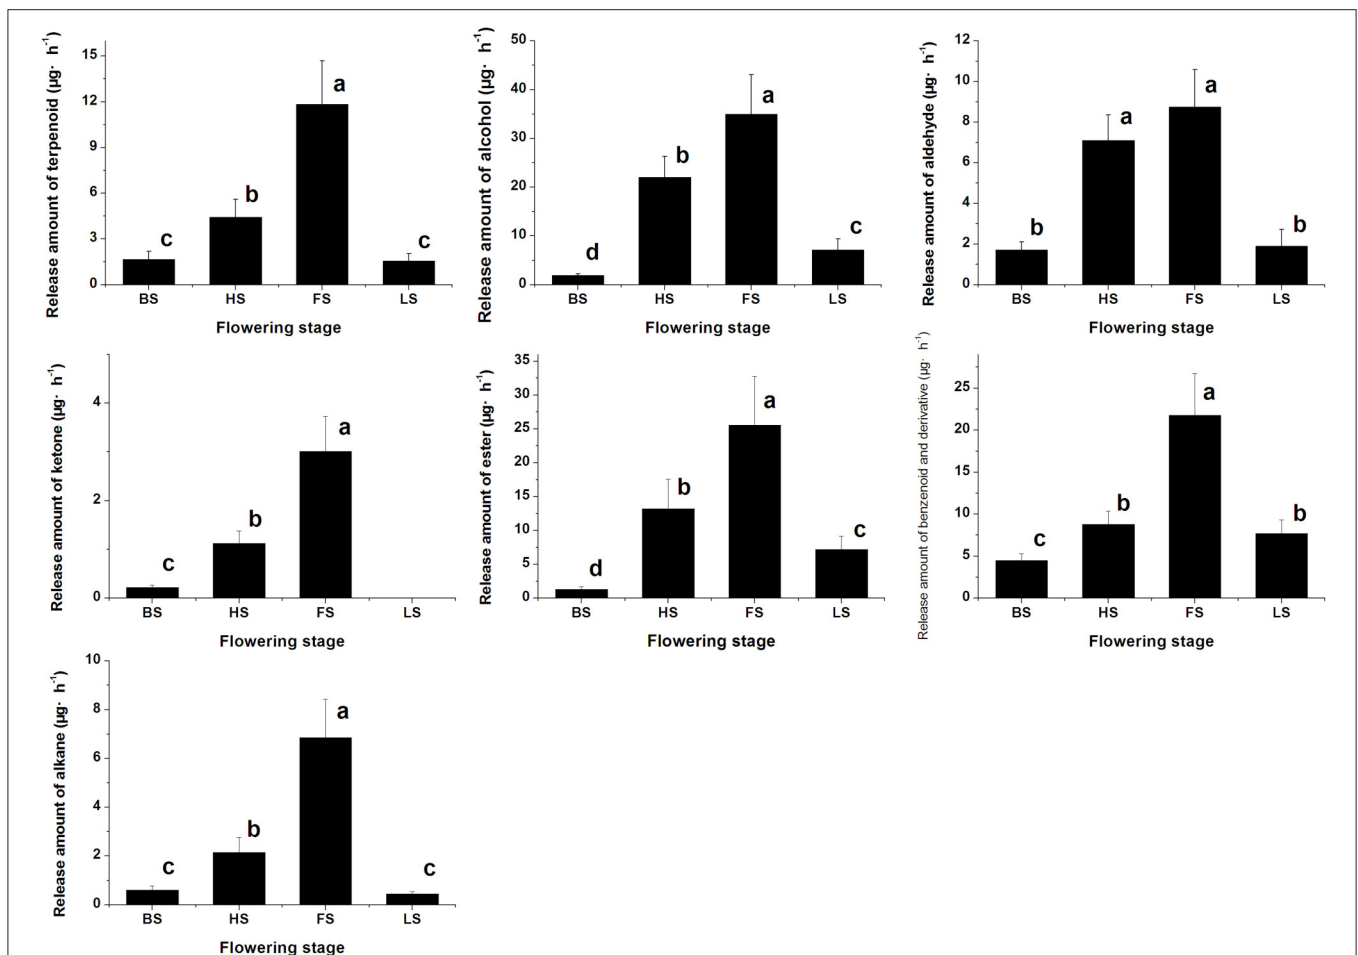 Release amount of terpenoid (µg· h-1)
15
12
9
6
3
0
c
b
a
c
BS HS FS LS
Flowering stage
Release amount of alcohol (µg· h-1)
50
40
30
20
10
0
d
b
a
c
BS HS FS LS
Flowering stage
Release amount of aldehyde (µg· h-1)
12
10
8
6
4
2
0
b
a
a
b
BS HS FS LS
Flowering stage
Release amount of ketone (µg· h-1)
4
2
0
c
b
a
BS HS FS LS
Flowering stage
Release amount of ester (µg· h-1)
35
30
25
20
15
10
5
0
d
b
a
c
BS HS FS LS
Flowering stage
Release amount of benzenoid and derivative (µg· h-1)
25
20
15
10
5
0
c
b
a
b
BS HS FS LS
Flowering stage
Release amount of alkane (µg· h-1)
10
8
6
4
2
0
c
b
a
c
BS HS FS LS
Flowering stage